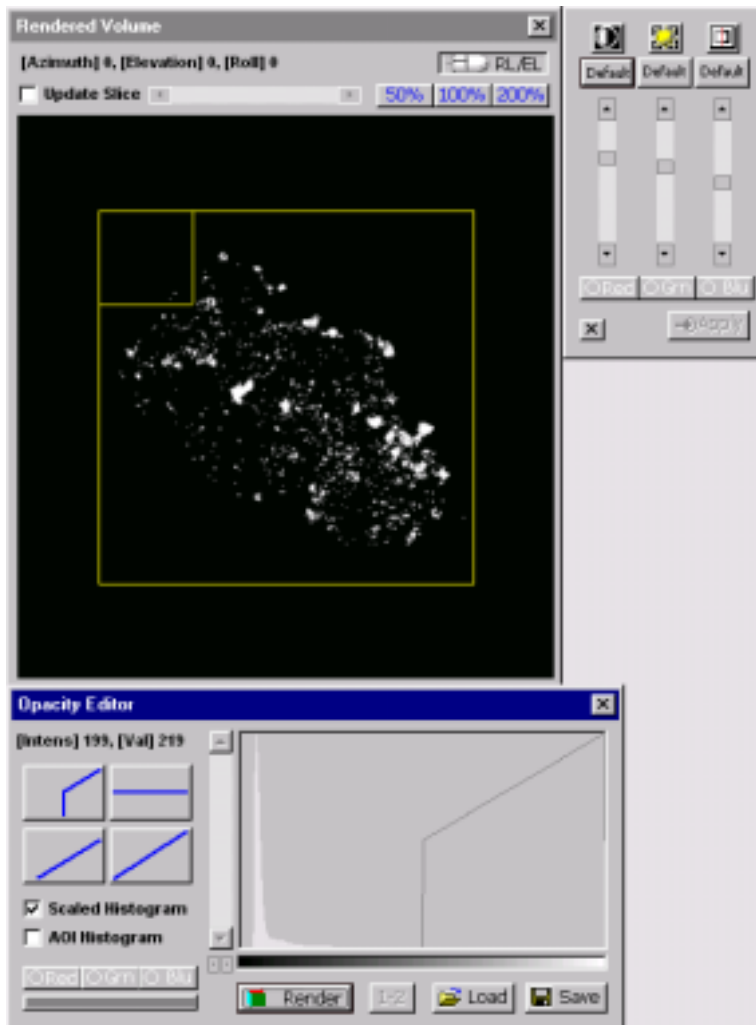 Rendered Volume
[Azimuth] 0, [Elevation] 0, [Roll] 0
RL/EL
Update Slice
50% 100% 200%
Default Default Default
Red Grn Blu
Apply
Opacity Editor
[Intens] 199, [Val] 219
Scaled Histogram
AOI Histogram
Red Grn Blu
Render 1-2 Load Save